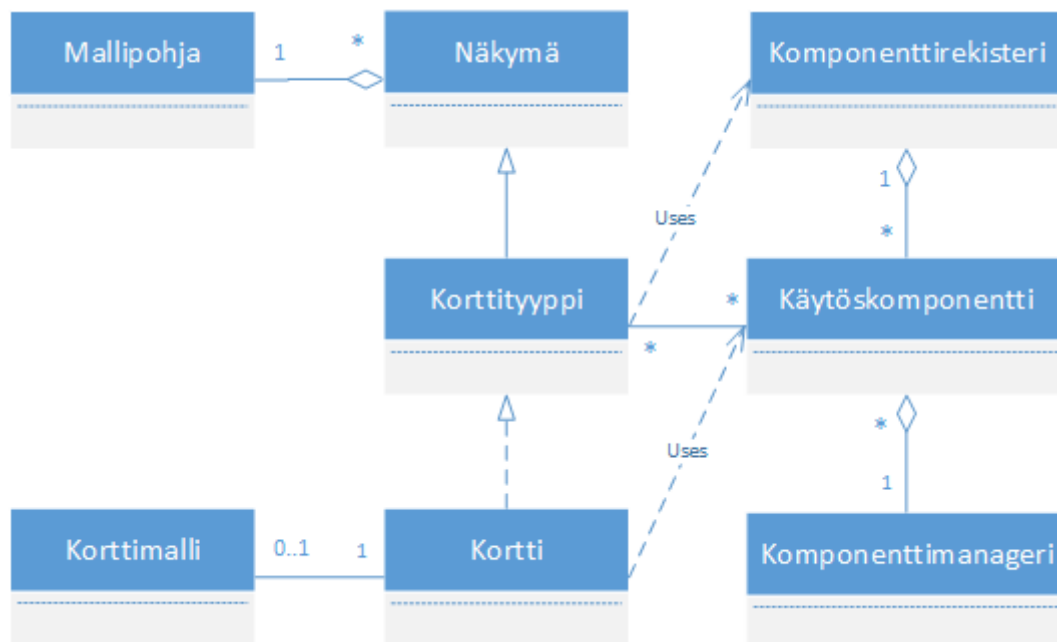 Mallipohja
1
*
Näkymä
Komponenttirekisteri
1
*
Uses
Korttityyppi
*
*
Käytöskomponentti
*
1
Uses
Korttimalli
0..1
1
Kortti
Komponenttimanageri